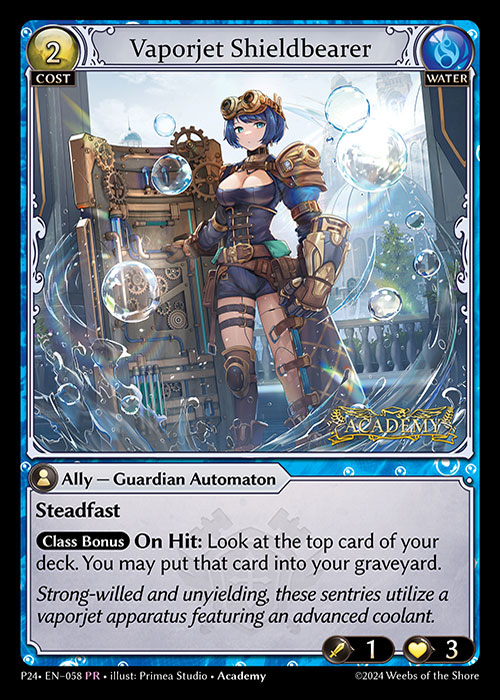 2
COST
Vaporjet Shieldbearer
WATER
ACADEMY
Ally — Guardian Automaton
Steadfast
Class Bonus On Hit: Look at the top card of your
deck. You may put that card into your graveyard.
Strong-willed and unyielding, these sentries utilize a
vaporjet apparatus featuring an advanced coolant.
1
3
P24• EN–058 PR • illust: Primea Studio • Academy
©2024 Weebs of the Shore